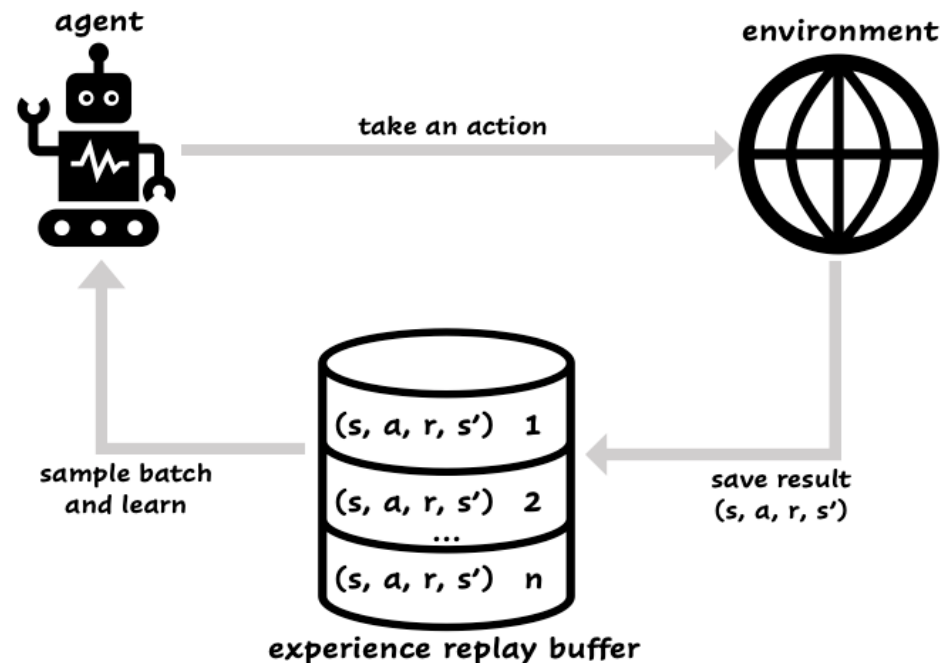 agent
environment
take an action
(s, a, r, s’) 1
(s, a, r, s’) 2
...
(s, a, r, s’) n
sample batch
and learn
save result
(s, a, r, s’)
experience replay buffer